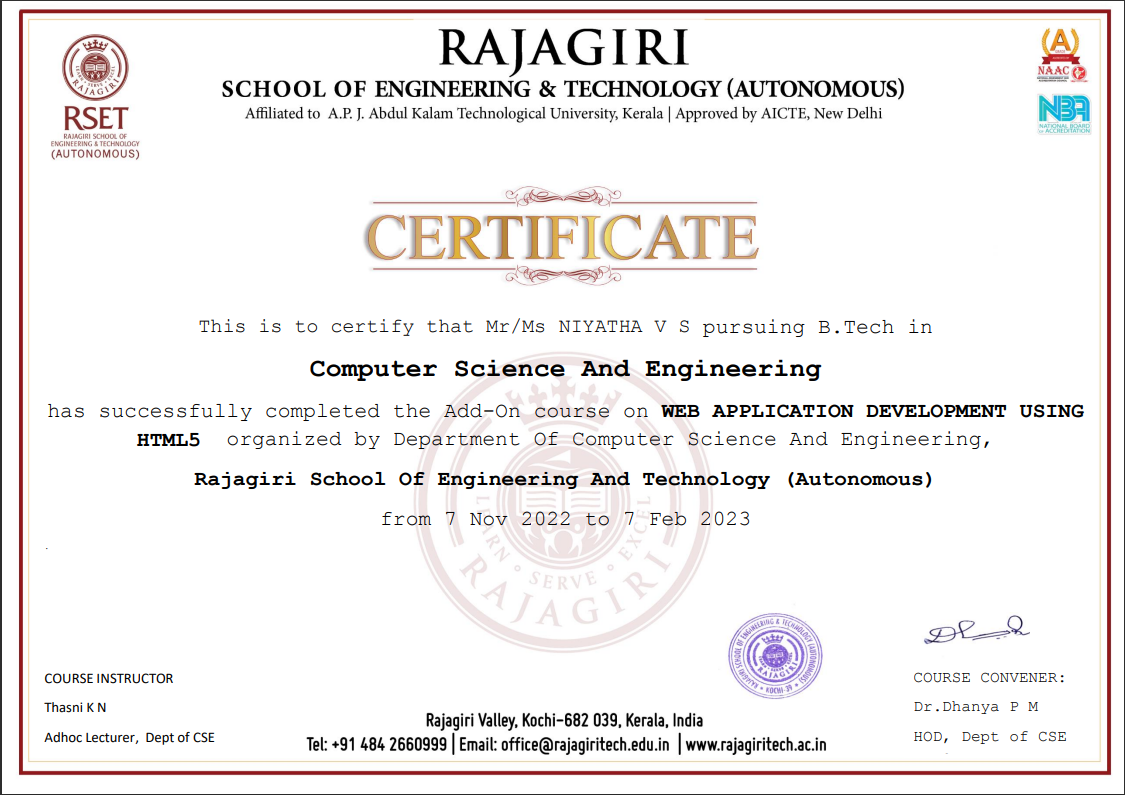 RAJAGIRI
SCHOOL OF ENGINEERING & TECHNOLOGY (AUTONOMOUS)
Affiliated to A.P. J. Abdul Kalam Technological University, Kerala | Approved by AICTE, New Delhi
RAJAGIRI
RSET
RAJAGIRI SCHOOL OF
ENGINEERING & TECHNOLOGY
(AUTONOMOUS)
A
NAAC
NBA
NATIONAL BOARD
of ACCREDITATION
CERTIFICATE
This is to certify that Mr/Ms NIYATHA V S pursuing B.Tech in
Computer Science And Engineering
has successfully completed the Add-On course on WEB APPLICATION DEVELOPMENT USING
HTML5 organized by Department Of Computer Science And Engineering,
Rajagiri School Of Engineering And Technology (Autonomous)
from 7 Nov 2022 to 7 Feb 2023
LEARN SERVE EXCEL
RAJAGIRI
RAJAGIRI SCHOOL OF ENGINEERING & TECHNOLOGY (AUTONOMOUS)
RAJAGIRI
KOCHI-39
COURSE INSTRUCTOR
Thasni K N
Adhoc Lecturer, Dept of CSE
COURSE CONVENER:
Dr.Dhanya P M
HOD, Dept of CSE
Rajagiri Valley, Kochi-682 039, Kerala, India
Tel: +91 484 2660999 | Email: office@rajagiritech.edu.in | www.rajagiritech.ac.in